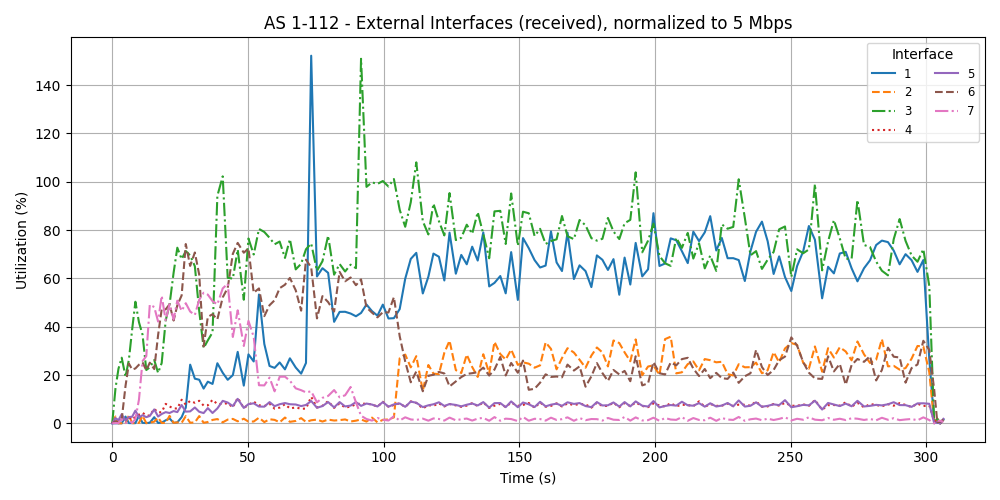 AS 1-112 - External Interfaces (received), normalized to 5 Mbps
Utilization (%)
140
120
100
80
60
40
20
0
0 50 100 150 200 250 300
Time (s)
Interface
1 5
2 6
3 7
4